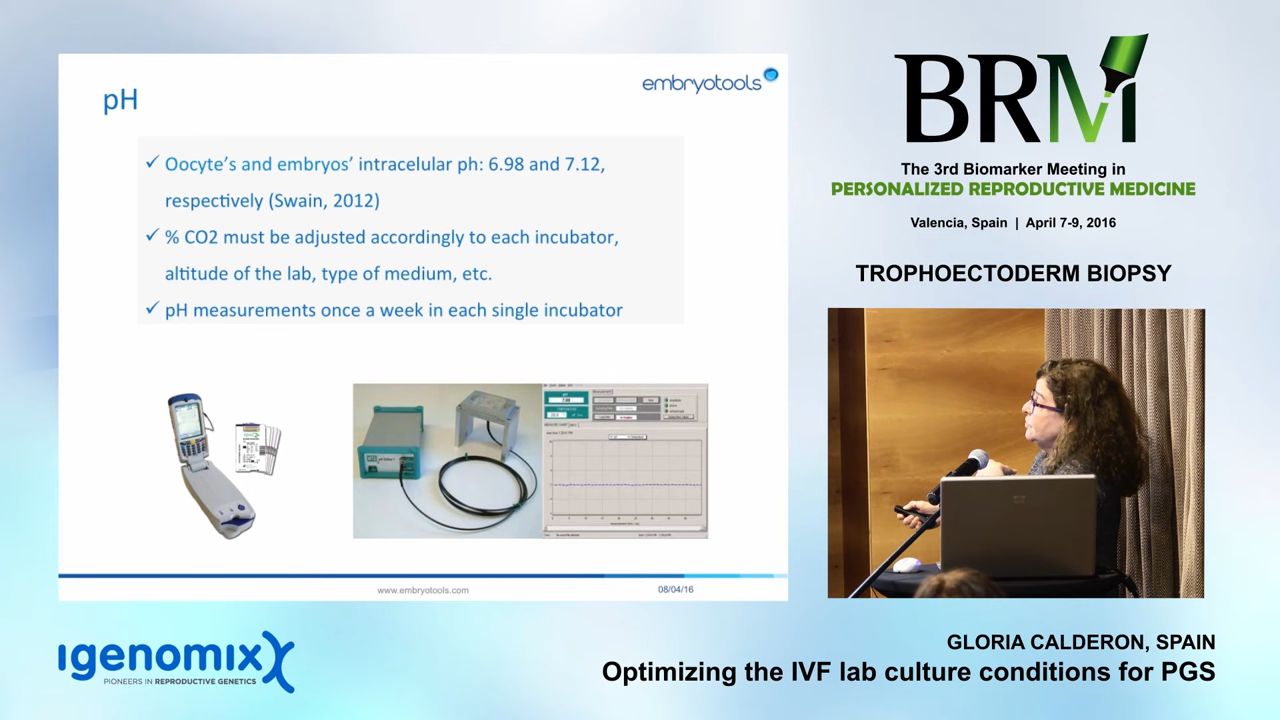 embryotools
pH
✓ Oocyte's and embryos' intracelular ph: 6.98 and 7.12,
respectively (Swain, 2012)
✓ % CO2 must be adjusted accordingly to each incubator,
altitude of the lab, type of medium, etc.
✓ pH measurements once a week in each single incubator
www.embryotools.com
08/04/16
BRM
The 3rd Biomarker Meeting in
PERSONALIZED REPRODUCTIVE MEDICINE
Valencia, Spain | April 7-9, 2016
TROPHOECTODERM BIOPSY
igenomix
PIONEERS IN REPRODUCTIVE GENETICS
GLORIA CALDERON, SPAIN
Optimizing the IVF lab culture conditions for PGS